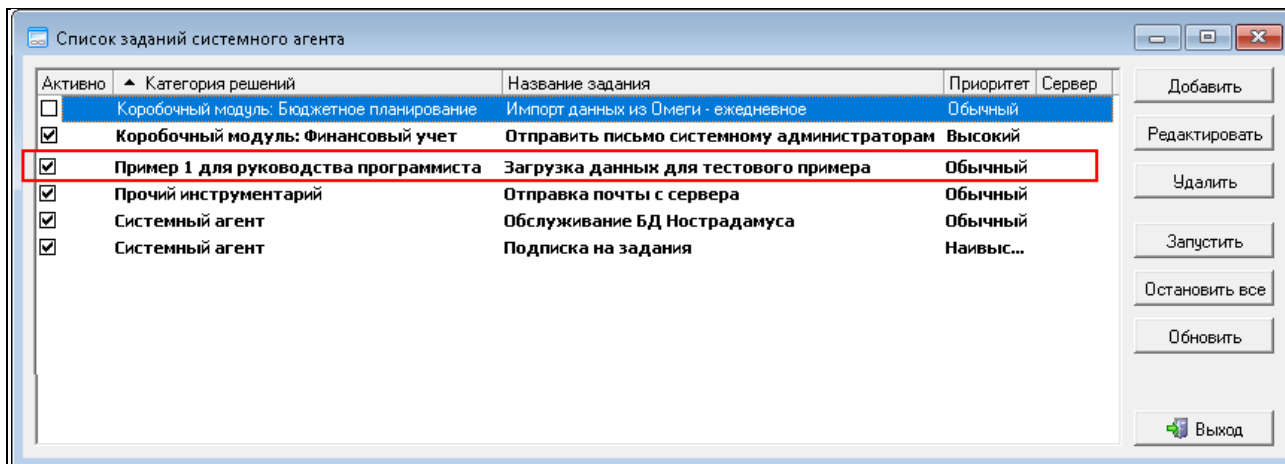 Список заданий системного агента
Активно Категория решений Название задания Приоритет Сервер
Коробочный модуль: Бюджетное планирование Импорт данных из Омеги - ежедневное Обычный
Коробочный модуль: Финансовый учет Отправить письмо системному администраторам Высокий
Пример 1 для руководства программиста Загрузка данных для тестового примера Обычный
Прочий инструментарий Отправка почты с сервера Обычный
Системный агент Обслуживание БД Нострадамуса Обычный
Системный агент Подписка на задания Наивыс...
Добавить
Редактировать
Удалить
Запустить
Остановить все
Обновить
Выход